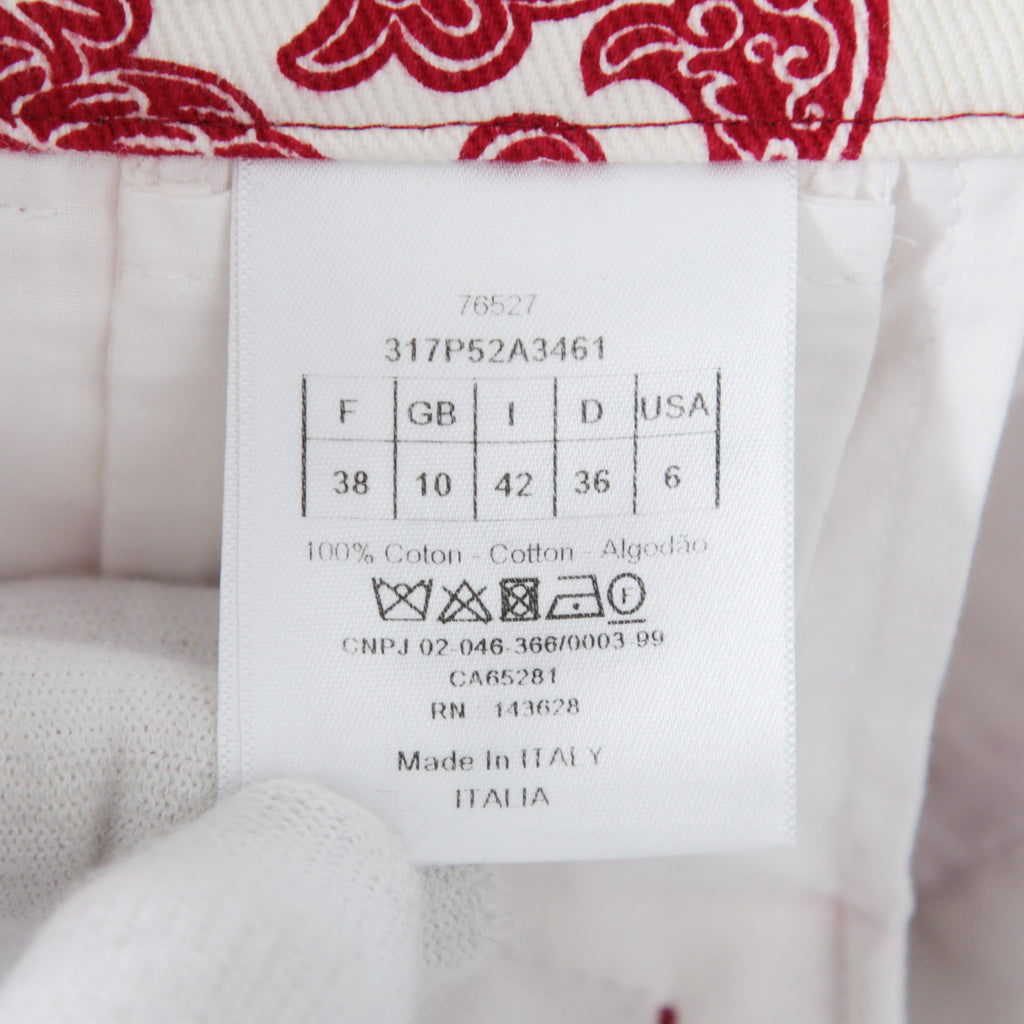 76527
317P52A3461
F GB I D USA
38 10 42 36 6
100% Coton - Cotton - Algodão
F
CNPJ 02-046-366/0003-99
CA65281
RN 143628
Made In ITALY
ITALIA